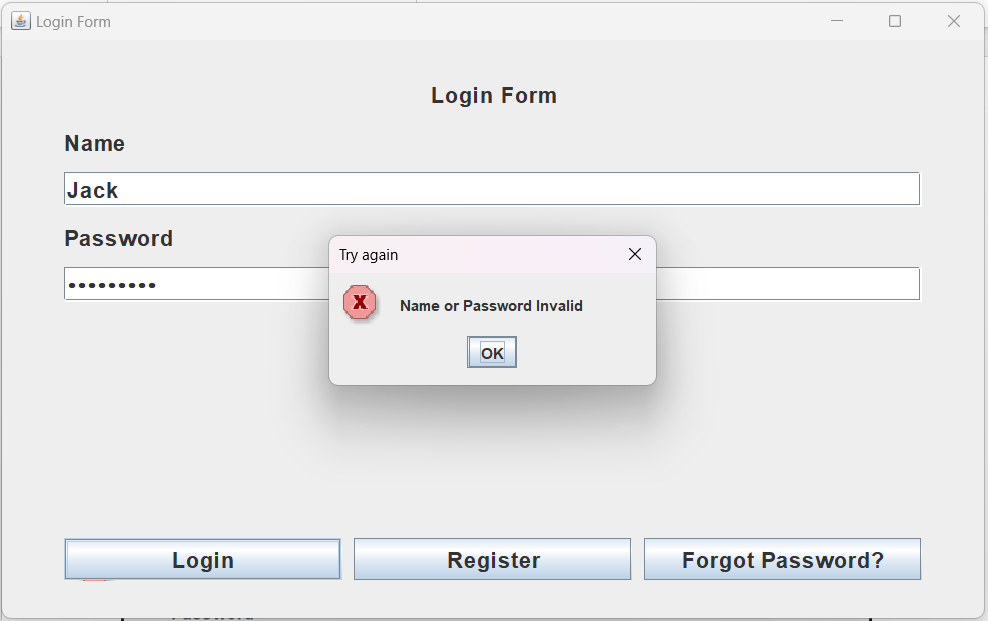 Login Form
Login Form
Name
Jack
Password
•••••••••
Try again
X
Name or Password Invalid
OK
Login
Register
Forgot Password?